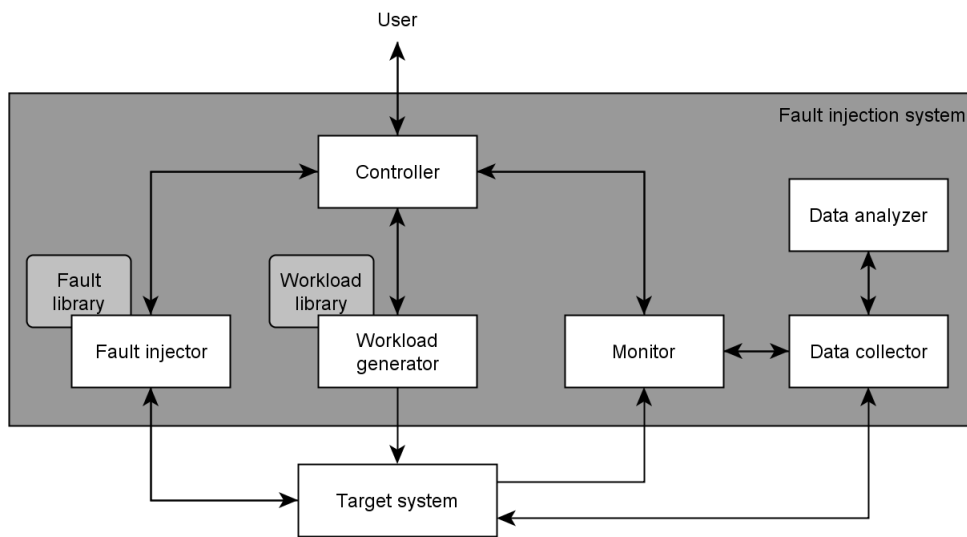 User
Fault injection system
Controller
Data analyzer
Fault
library
Workload
library
Fault injector
Workload
generator
Monitor
Data collector
Target system